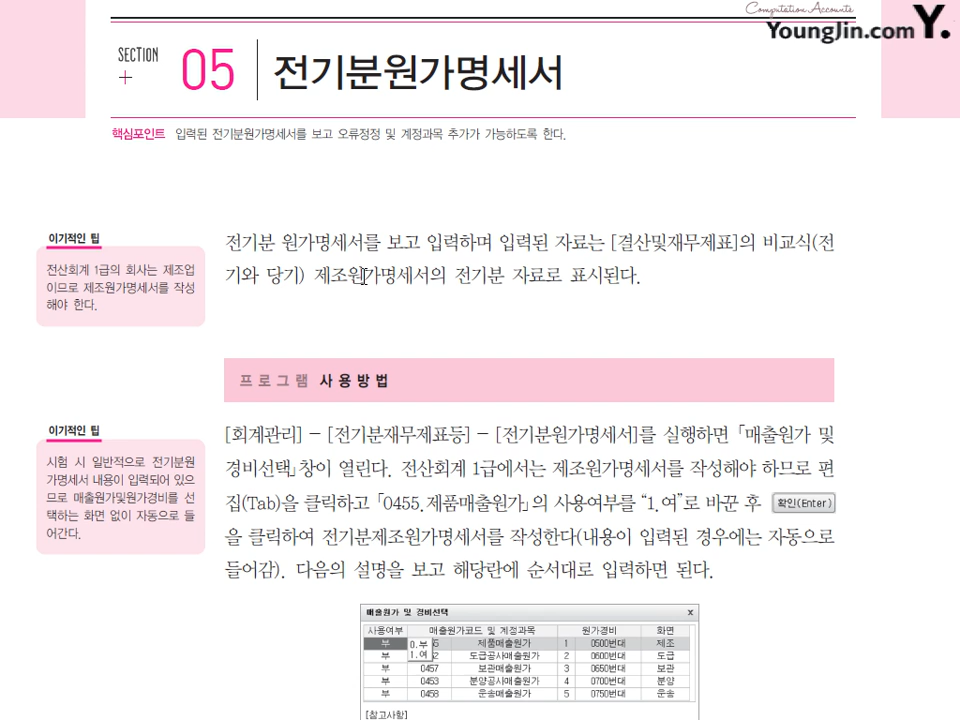 Computation Accounts
YoungJin.com Y.
SECTION
+
05
전기분원가명세서
핵심포인트 입력된 전기분원가명세서를 보고 오류정정 및 계정과목 추가가 가능하도록 한다.
이기적인 팁
전산회계 1급의 회사는 제조업
이므로 제조원가명세서를 작성
해야 한다.
전기분 원가명세서를 보고 입력하며 입력된 자료는 [결산및재무제표]의 비교식(전
기와 당기) 제조원가명세서의 전기분 자료로 표시된다.
프로그램 사용방법
이기적인 팁
시험 시 일반적으로 전기분원
가명세서 내용이 입력되어 있으
므로 매출원가및원가경비를 선
택하는 화면 없이 자동으로 들
어간다.
[회계관리] - [전기분재무제표등] - [전기분원가명세서]를 실행하면 「매출원가 및
경비선택」창이 열린다. 전산회계 1급에서는 제조원가명세서를 작성해야 하므로 편
집(Tab)을 클릭하고 「0455.제품매출원가」의 사용여부를 “1.여”로 바꾼 후 확인(Enter)
을 클릭하여 전기분제조원가명세서를 작성한다(내용이 입력된 경우에는 자동으로
들어감). 다음의 설명을 보고 해당란에 순서대로 입력하면 된다.
매출원가 및 경비선택 x
사용여부 매출원가코드 및 계정과목 원가경비 화면
부 0.부 5 제품매출원가 1 0500번대 제조
부 1.여 2 도급공사매출원가 2 0600번대 도급
부 0457 보관매출원가 3 0650번대 보관
부 0453 분양공사매출원가 4 0700번대 분양
부 0458 운송매출원가 5 0750번대 운송
[참고사항]